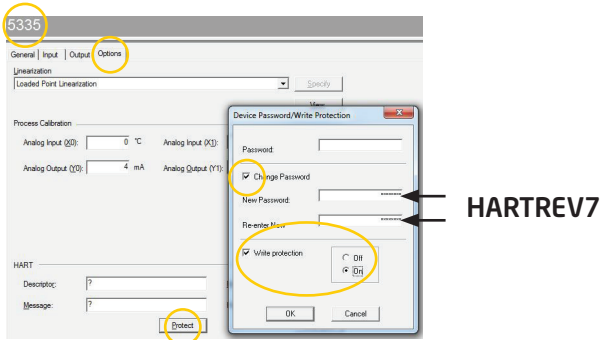 5335
General Input Output Options
Linearization
Loaded Point Linearization
Specify
Process Calibration
Analog Input (X0): 0 °C Analog Input (X1):
Analog Output (Y0): 4 mA Analog Output (Y1):
HART
Descriptor: ?
Message: ?
Protect
Device Password/Write Protection
Password:
Change Password
New Password: ********
Re-enter New ********
Write protection
Off
On
OK Cancel
HARTREV7